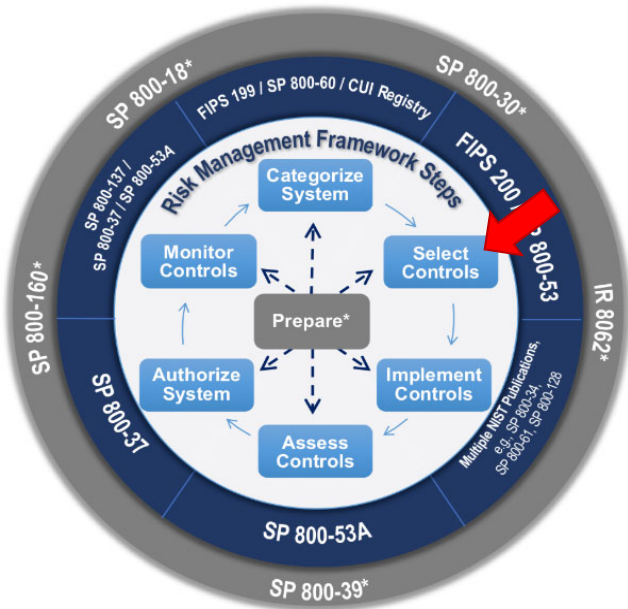 SP 800-18*
SP 800-30*
IR 8062*
SP 800-39*
SP 800-160*
FIPS 199 / SP 800-60 / CUI Registry
FIPS 200 / SP 800-53
Multiple NIST Publications,
e.g., SP 800-34,
SP 800-61, SP 800-128
SP 800-53A
SP 800-37
SP 800-137 /
SP 800-37 / SP 800-53A
Risk Management Framework Steps
Categorize
System
Select
Controls
Implement
Controls
Assess
Controls
Authorize
System
Monitor
Controls
Prepare*